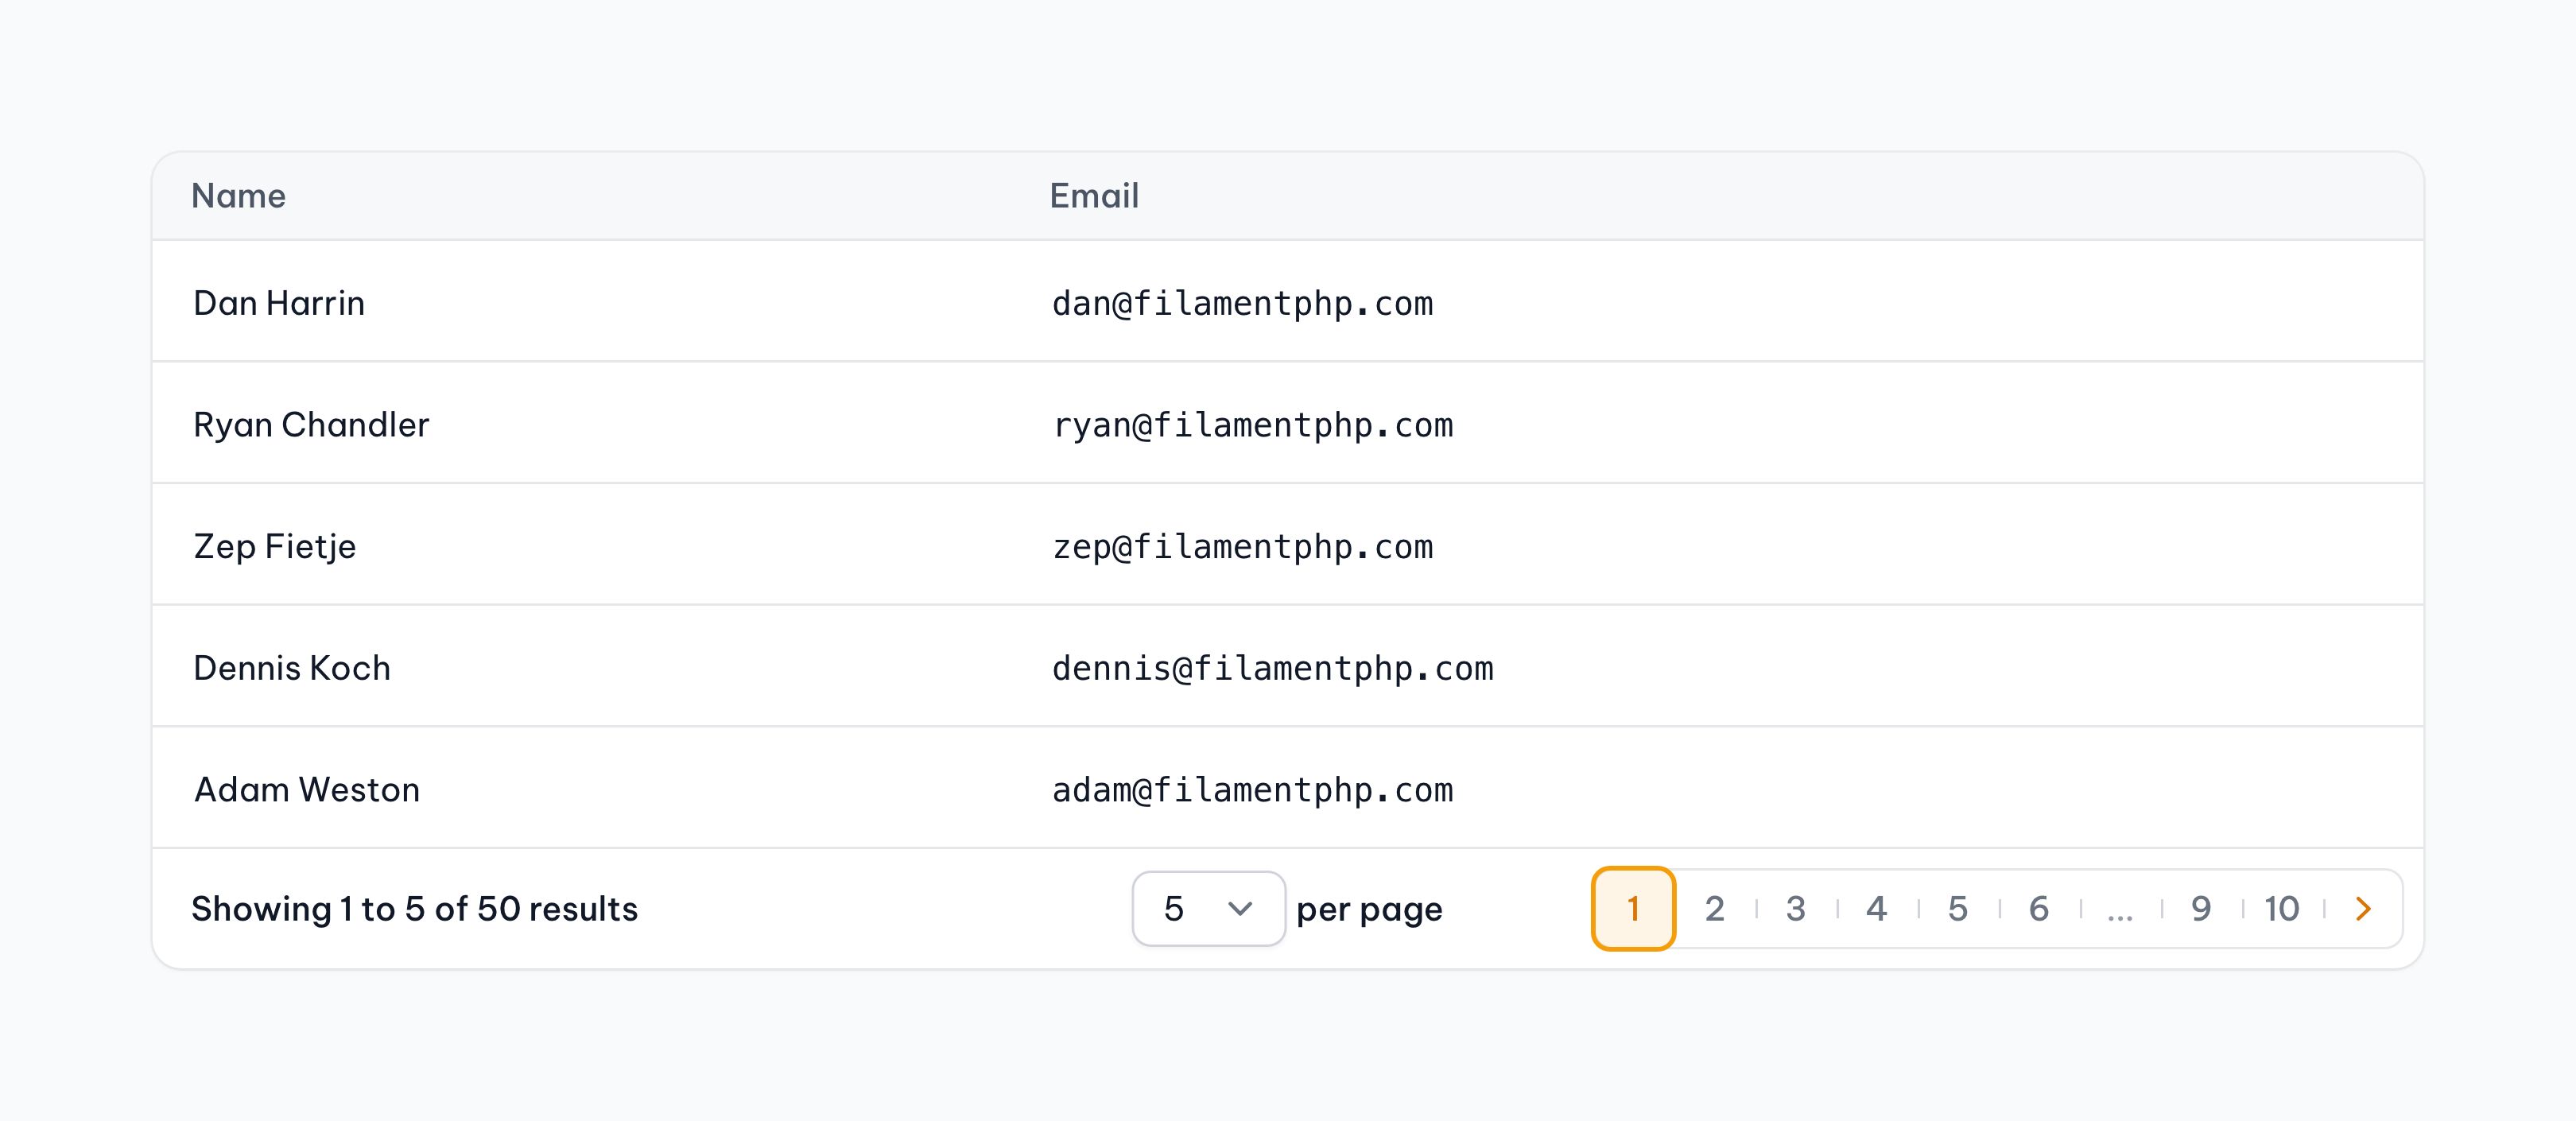 Name Email
Dan Harrin dan@filamentphp.com
Ryan Chandler ryan@filamentphp.com
Zep Fietje zep@filamentphp.com
Dennis Koch dennis@filamentphp.com
Adam Weston adam@filamentphp.com
Showing 1 to 5 of 50 results 5 per page 1 2 3 4 5 6 ... 9 10